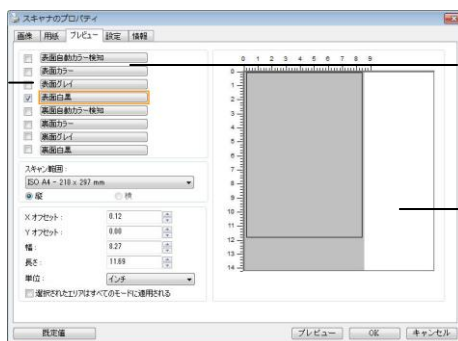 スキャナのプロパティ
画像 用紙 プレビュー 設定 情報
表面自動カラー検知
表面カラー
表面グレイ
表面白黒
裏面自動カラー検知
裏面カラー
裏面グレイ
裏面白黒
スキャン範囲:
ISO A4 - 210 x 297 mm
縦 横
X オフセット: 0.12
Y オフセット: 0.00
幅: 8.27
長さ: 11.69
単位: インチ
選択されたエリアはすべてのモードに適用される
0 1 2 3 4 5 6 7 8 9
0
1
2
3
4
5
6
7
8
9
10
11
12
13
14
既定値 プレビュー OK キャンセル